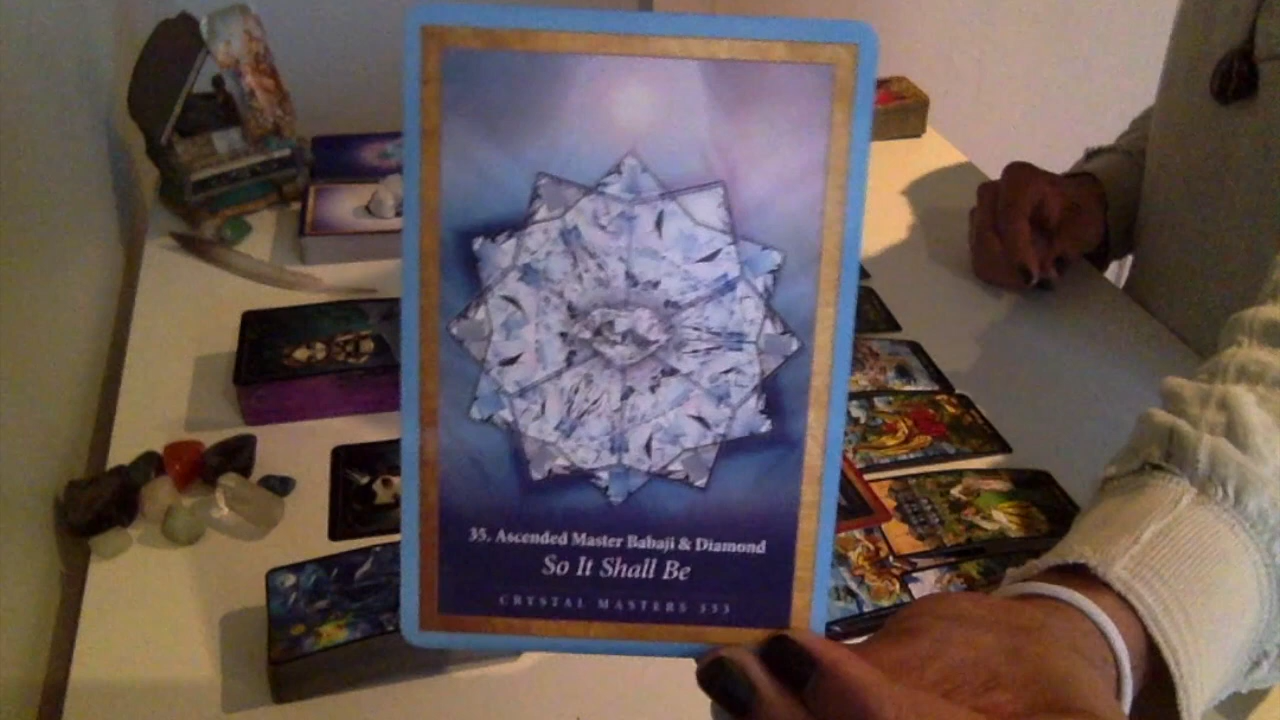 35. Ascended Master Babaji & Diamond
So It Shall Be
CRYSTAL MASTERS 333